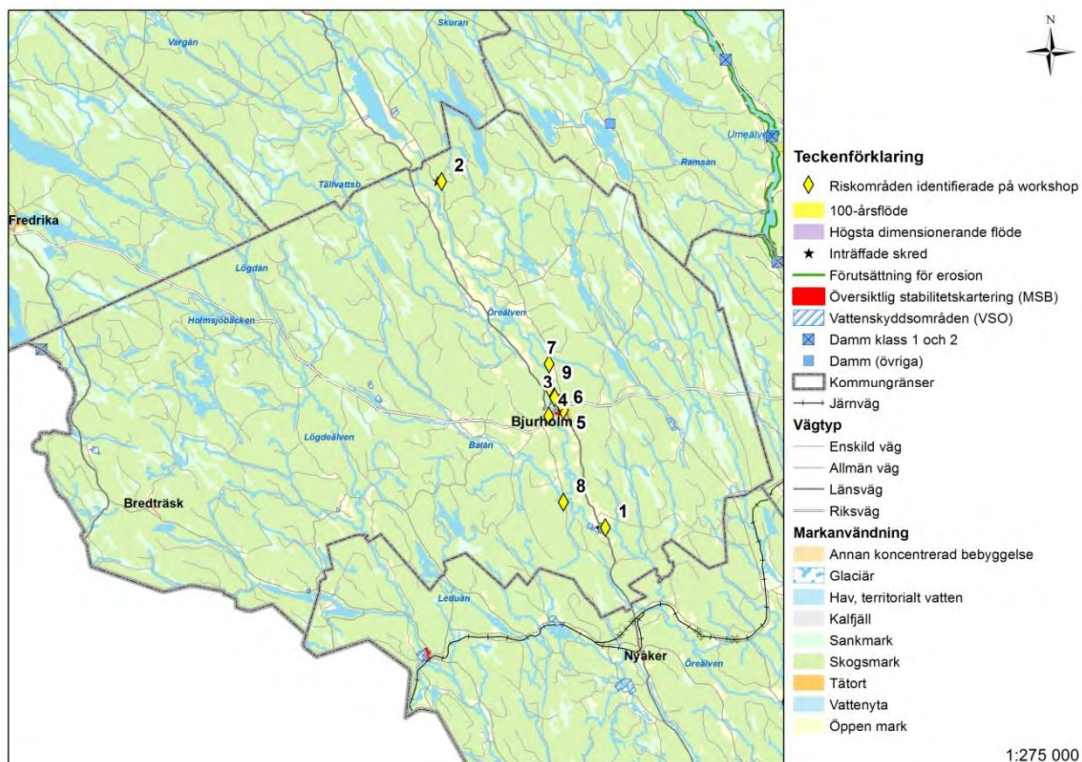 Skuran
Vargån
N
Umeälven
Ramsan
2
Tällvattsb.
Fredrika
Lögdån
Öreälven
Holmsjöbäcken
7
9
3
4 6
Bjurholm
5
Lögdeälven
Balån
8
Bredträsk
1
Leduån
Nyåker
Öreälven
Teckenförklaring
Riskområden identifierade på workshop
100-årsflöde
Högsta dimensionerande flöde
Inträffade skred
Förutsättning för erosion
Översiktlig stabilitetskartering (MSB)
Vattenskyddsområden (VSO)
Damm klass 1 och 2
Damm (övriga)
Kommungränser
Järnväg
Vägtyp
Enskild väg
Allmän väg
Länsväg
Riksväg
Markanvändning
Annan koncentrerad bebyggelse
Glaciär
Hav, territorialt vatten
Kalfjäll
Sankmark
Skogsmark
Tätort
Vattenyta
Öppen mark
1:275 000